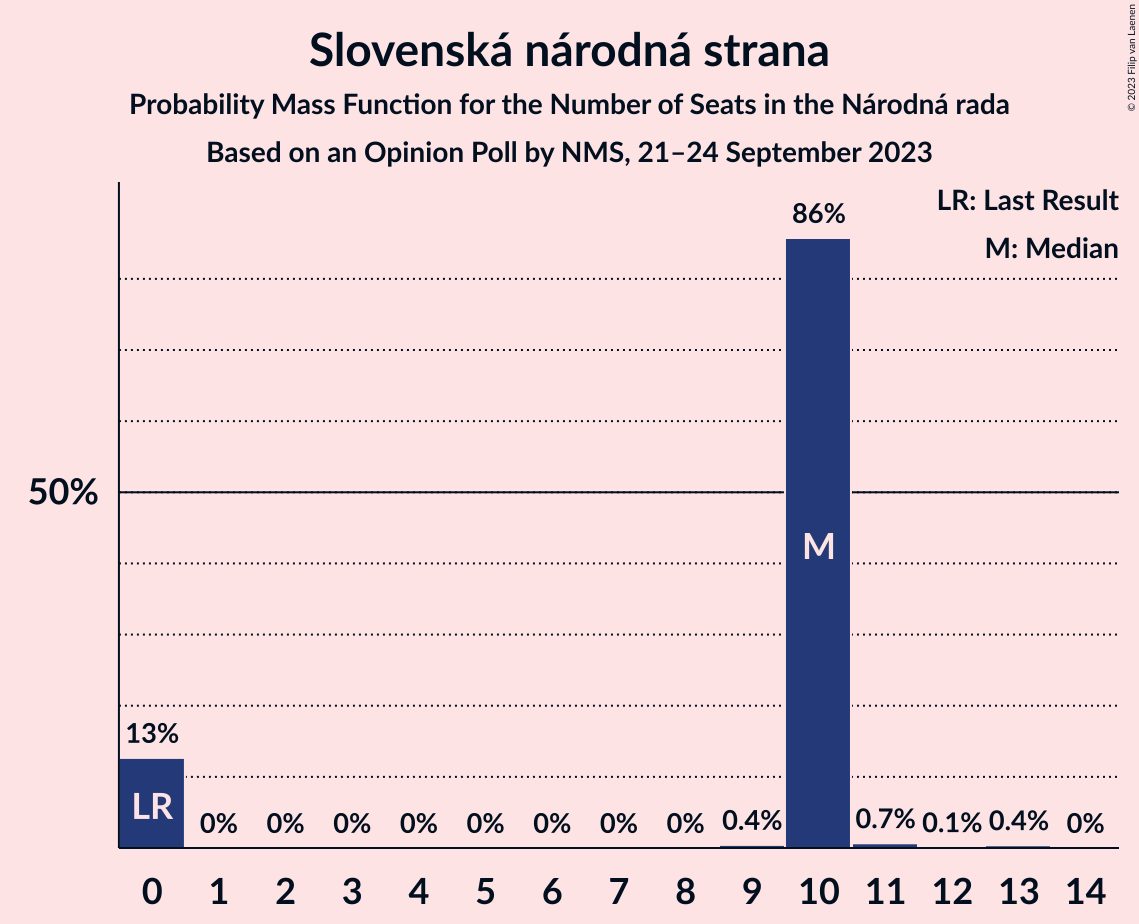 Slovenská národná strana
Probability Mass Function for the Number of Seats in the Národná rada
Based on an Opinion Poll by NMS, 21–24 September 2023
© 2023 Filip van Laenen
LR: Last Result
M: Median
86%
50%
M
13%
LR
0% 0% 0% 0% 0% 0% 0% 0% 0.4% 0.7% 0.1% 0.4% 0%
0 1 2 3 4 5 6 7 8 9 10 11 12 13 14